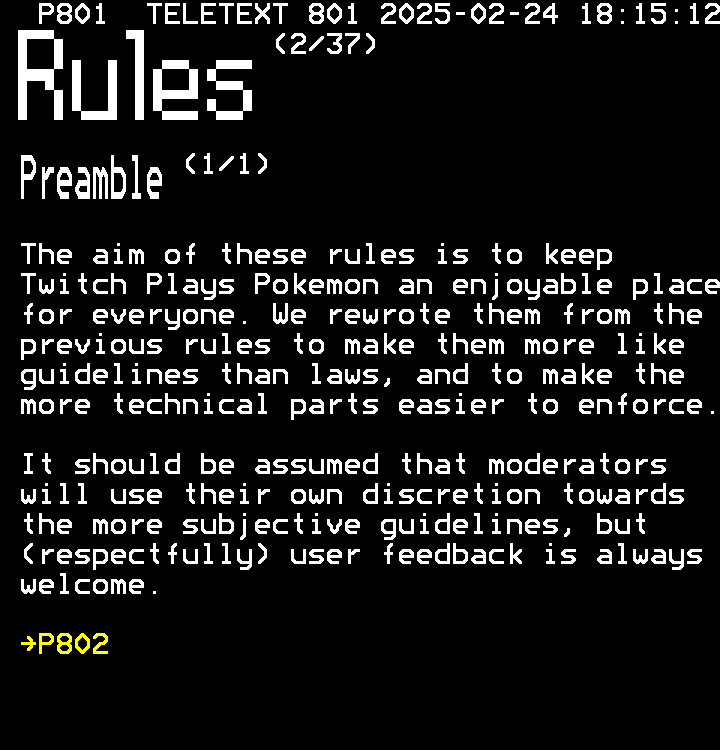 P801 TELETEXT 801 2025-02-24 18:15:12
Rules (2/37)
Preamble (1/1)
The aim of these rules is to keep
Twitch Plays Pokemon an enjoyable place
for everyone. We rewrote them from the
previous rules to make them more like
guidelines than laws, and to make the
more technical parts easier to enforce.
It should be assumed that moderators
will use their own discretion towards
the more subjective guidelines, but
(respectfully) user feedback is always
welcome.
→P802